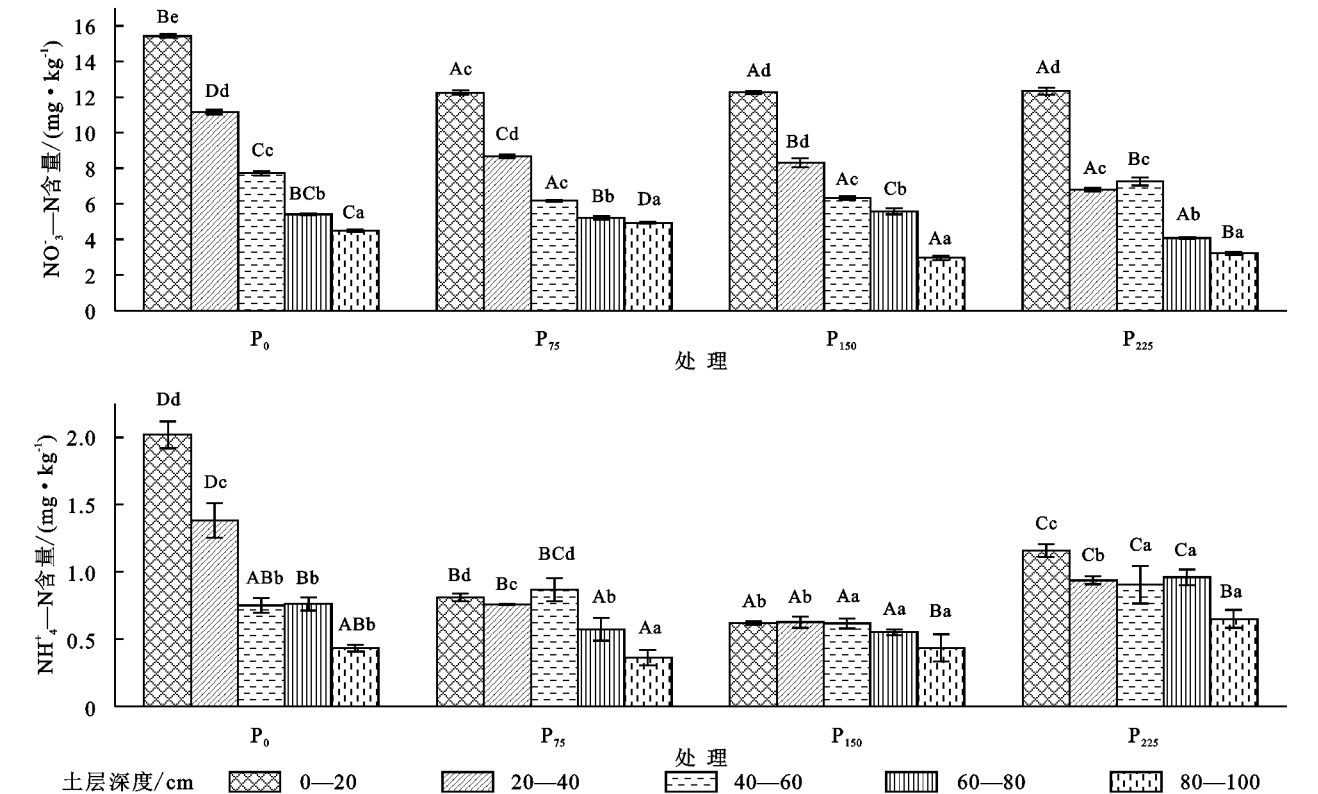 NO₃⁻—N含量/(mg·kg⁻¹)
16
14
12
10
8
6
4
2
0
Be Dd Cc BCb Ca
Ac Cd Ac Bb Da
Ad Bd Ac Cb Aa
Ad Ac Bc Ab Ba
P₀ P₇₅ P₁₅₀ P₂₂₅
处 理
NH₄⁺—N含量/(mg·kg⁻¹)
2.0
1.5
1.0
0.5
0
Dd Dc ABb Bb ABb
Bd Bc BCd Ab Aa
Ab Ab Aa Aa Ba
Cc Cb Ca Ca Ba
P₀ P₇₅ P₁₅₀ P₂₂₅
处 理
土层深度/cm 0—20 20—40 40—60 60—80 80—100